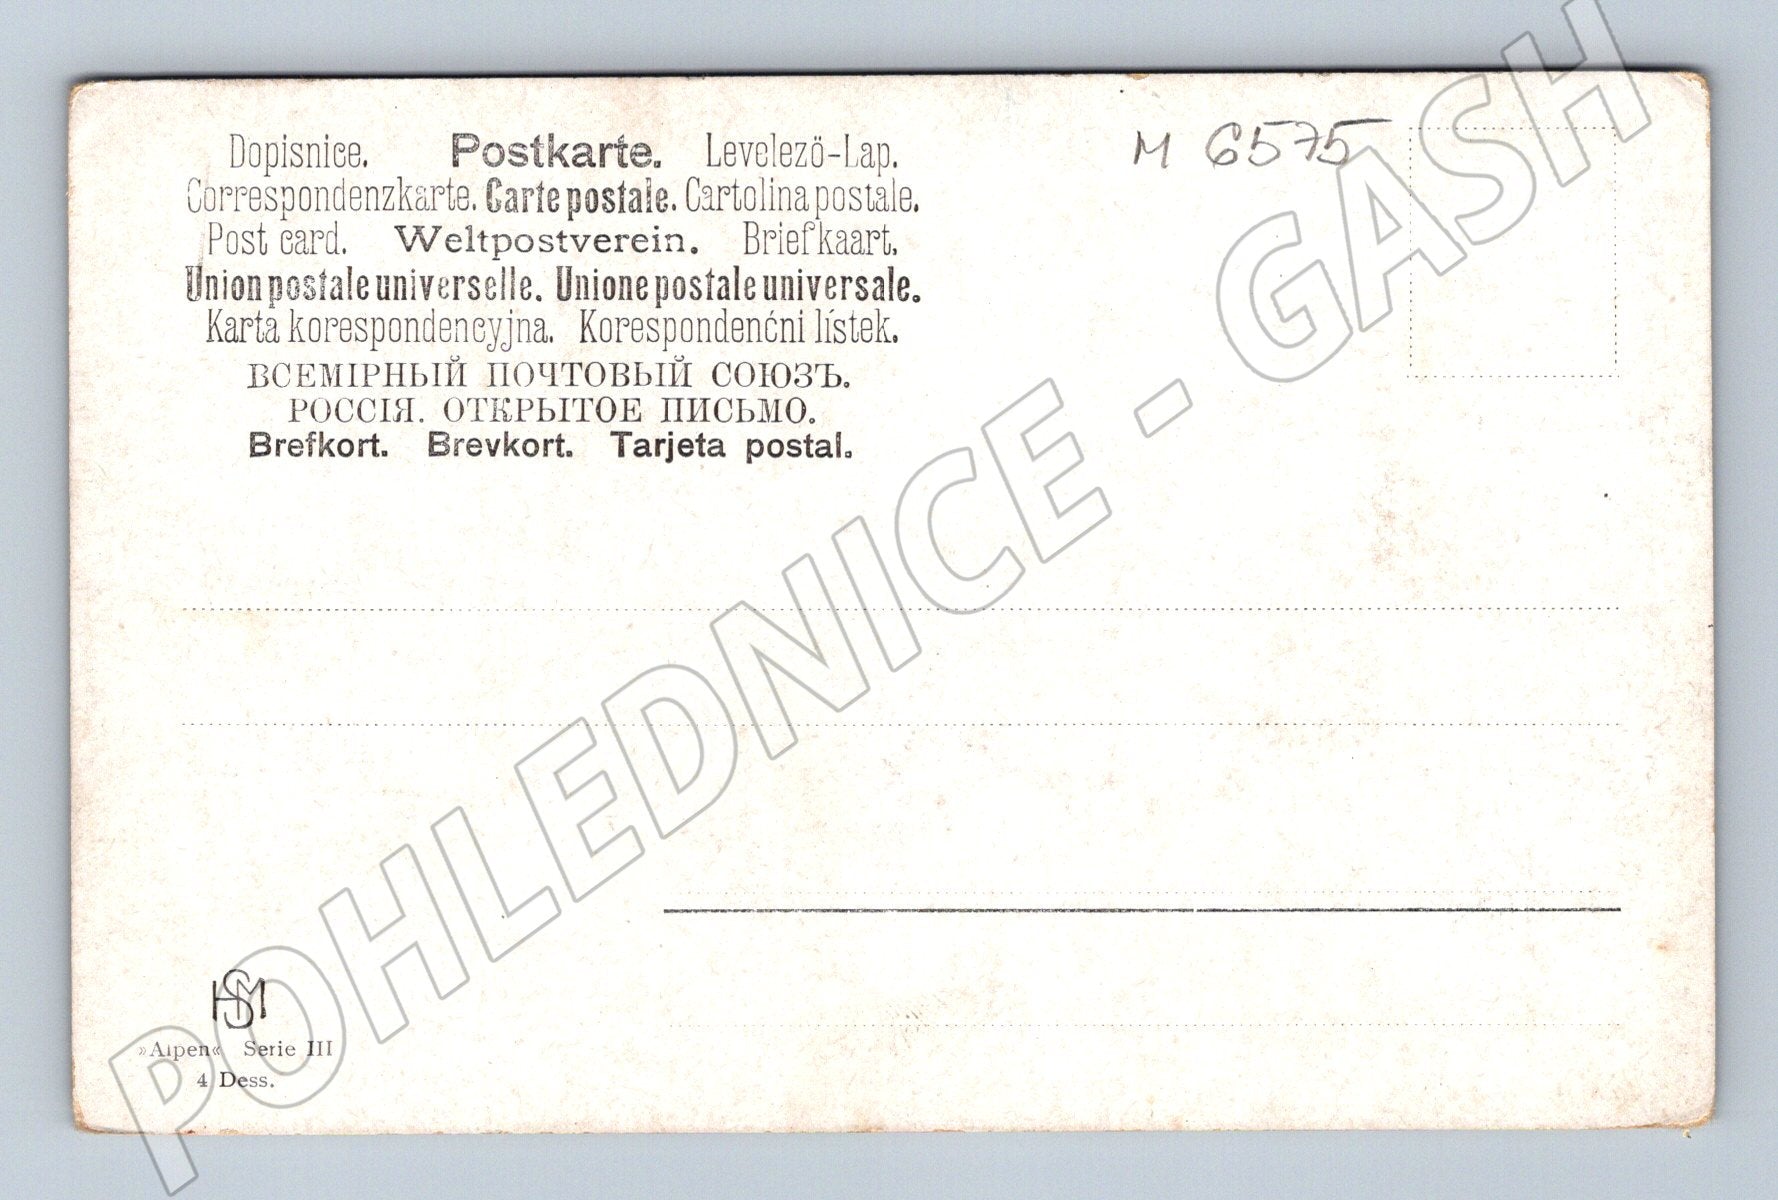 Dopisnice. Postkarte. Levelezö-Lap.
Correspondenzkarte. Carte postale. Cartolina postale.
Post card. Weltpostverein. Briefkaart.
Union postale universelle. Unione postale universale.
Karta korespondencyjna. Korespondenćni lístek.
ВСЕМІРНЫЙ ПОЧТОВЫЙ СОЮЗЪ.
РОССІЯ. ОТКРЫТОЕ ПИСЬМО.
Brefkort. Brevkort. Tarjeta postal.
M 6575
POHLEDNICE - GASH
HSM
»Alpen« Serie III
4 Dess.